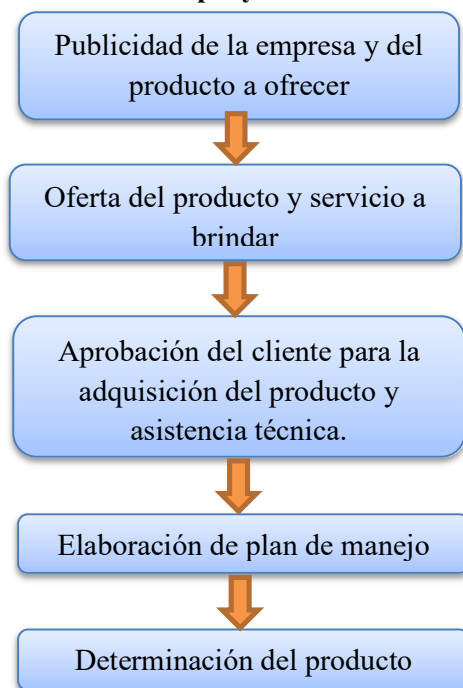 Publicidad de la empresa y del
producto a ofrecer
Oferta del producto y servicio a
brindar
Aprobación del cliente para la
adquisición del producto y
asistencia técnica.
Elaboración de plan de manejo
Determinación del producto